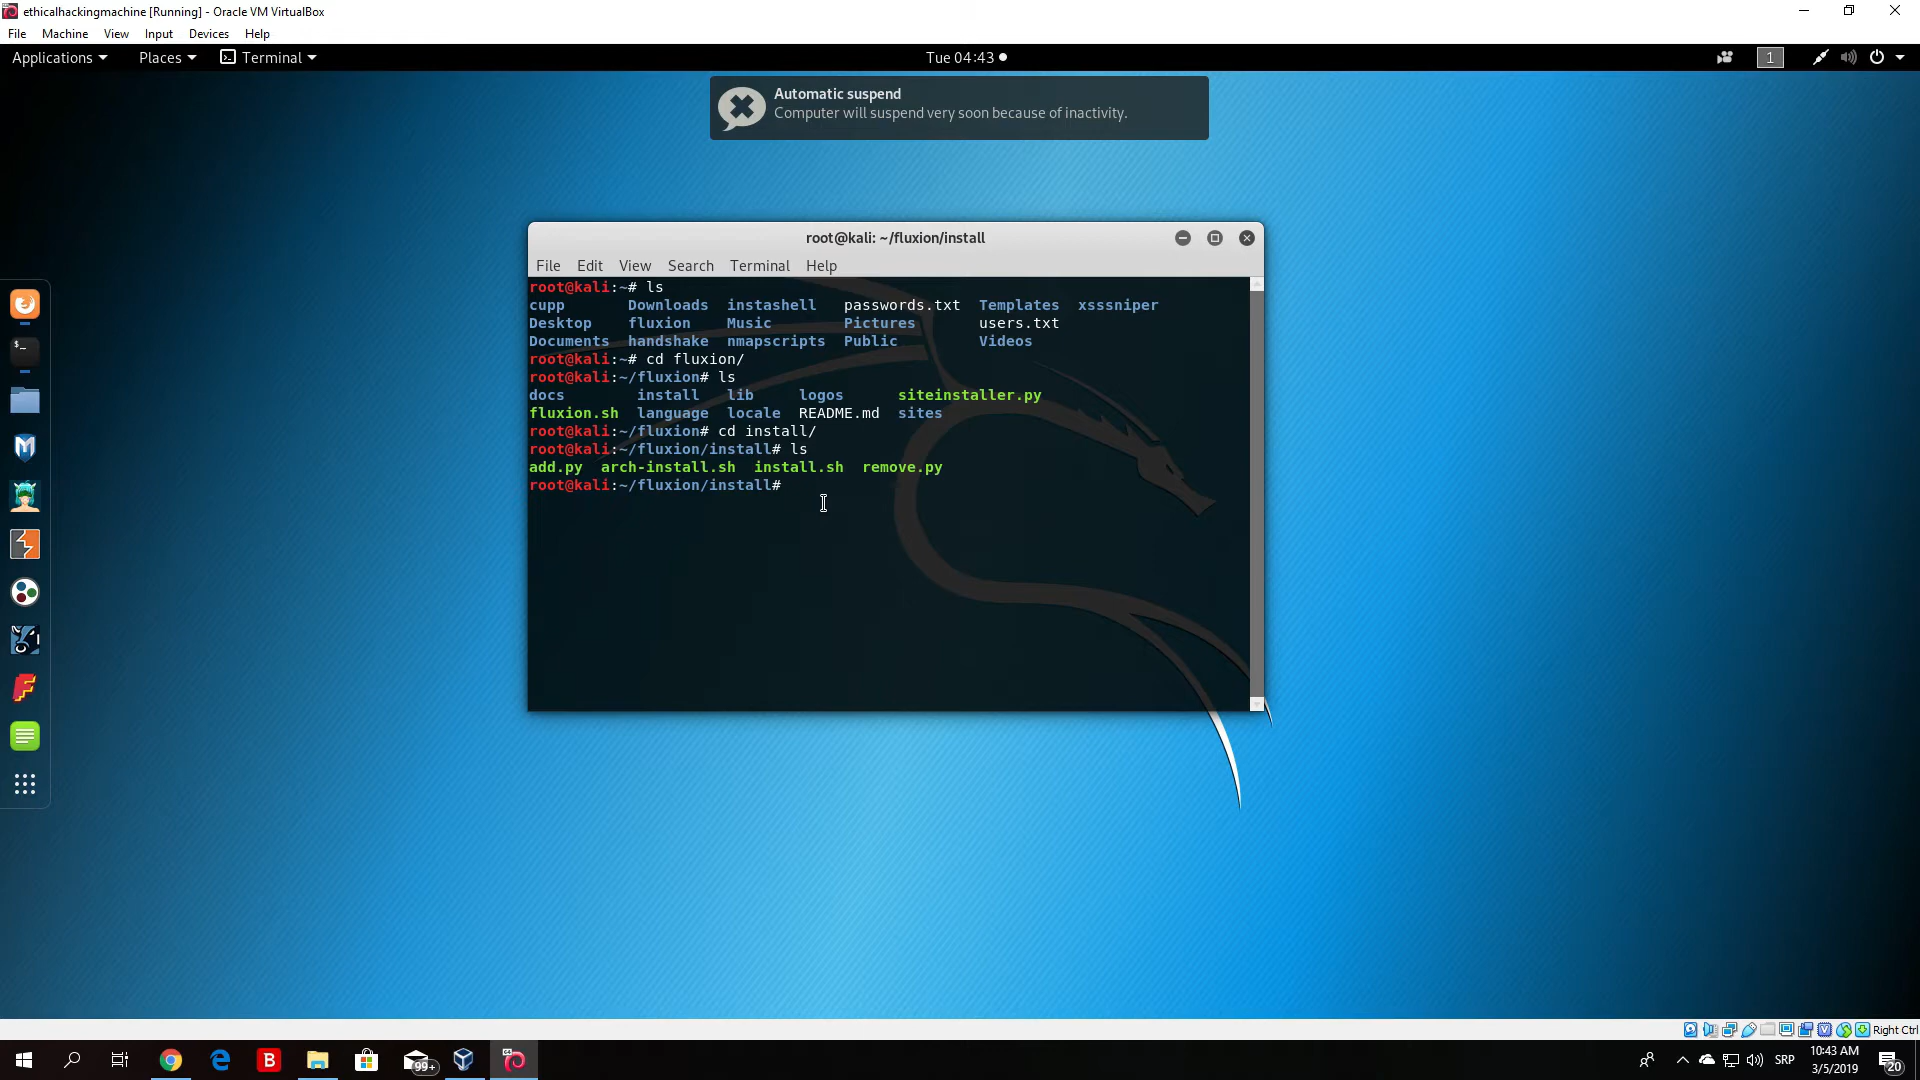 ethicalhackingmachine [Running] - Oracle VM VirtualBox
File Machine View Input Devices Help
Applications Places Terminal Tue 04:43 1
Automatic suspend
Computer will suspend very soon because of inactivity.
root@kali: ~/fluxion/install
File Edit View Search Terminal Help
root@kali:~# ls
cupp Downloads instashell passwords.txt Templates xsssniper
Desktop fluxion Music Pictures users.txt
Documents handshake nmapscripts Public Videos
root@kali:~# cd fluxion/
root@kali:~/fluxion# ls
docs install lib logos siteinstaller.py
fluxion.sh language locale README.md sites
root@kali:~/fluxion# cd install/
root@kali:~/fluxion/install# ls
add.py arch-install.sh install.sh remove.py
root@kali:~/fluxion/install#
Right Ctrl
99+ SRP 10:43 AM
3/5/2019 20